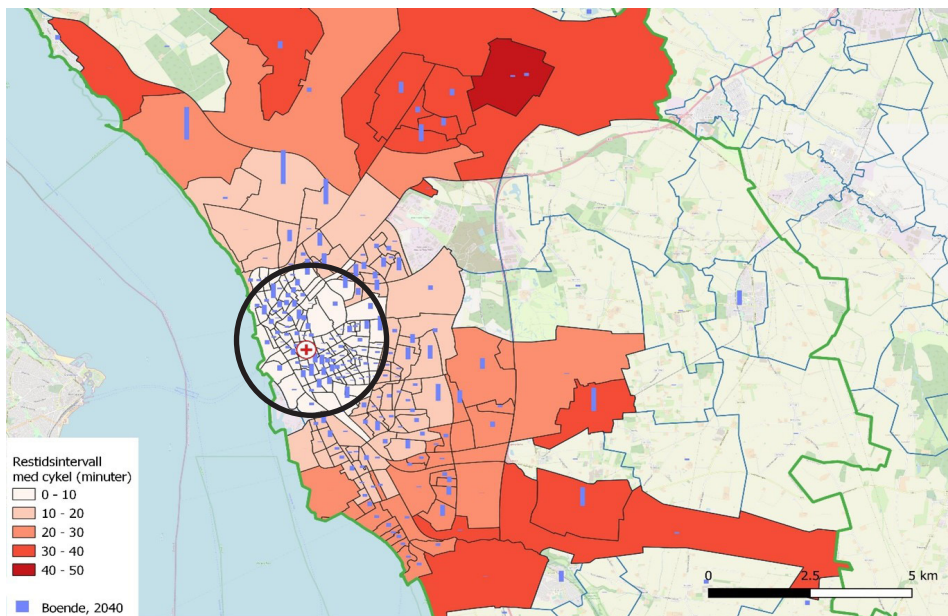 Restidsintervall
med cykel (minuter)
0 - 10
10 - 20
20 - 30
30 - 40
40 - 50
Boende, 2040
0 2.5 5 km